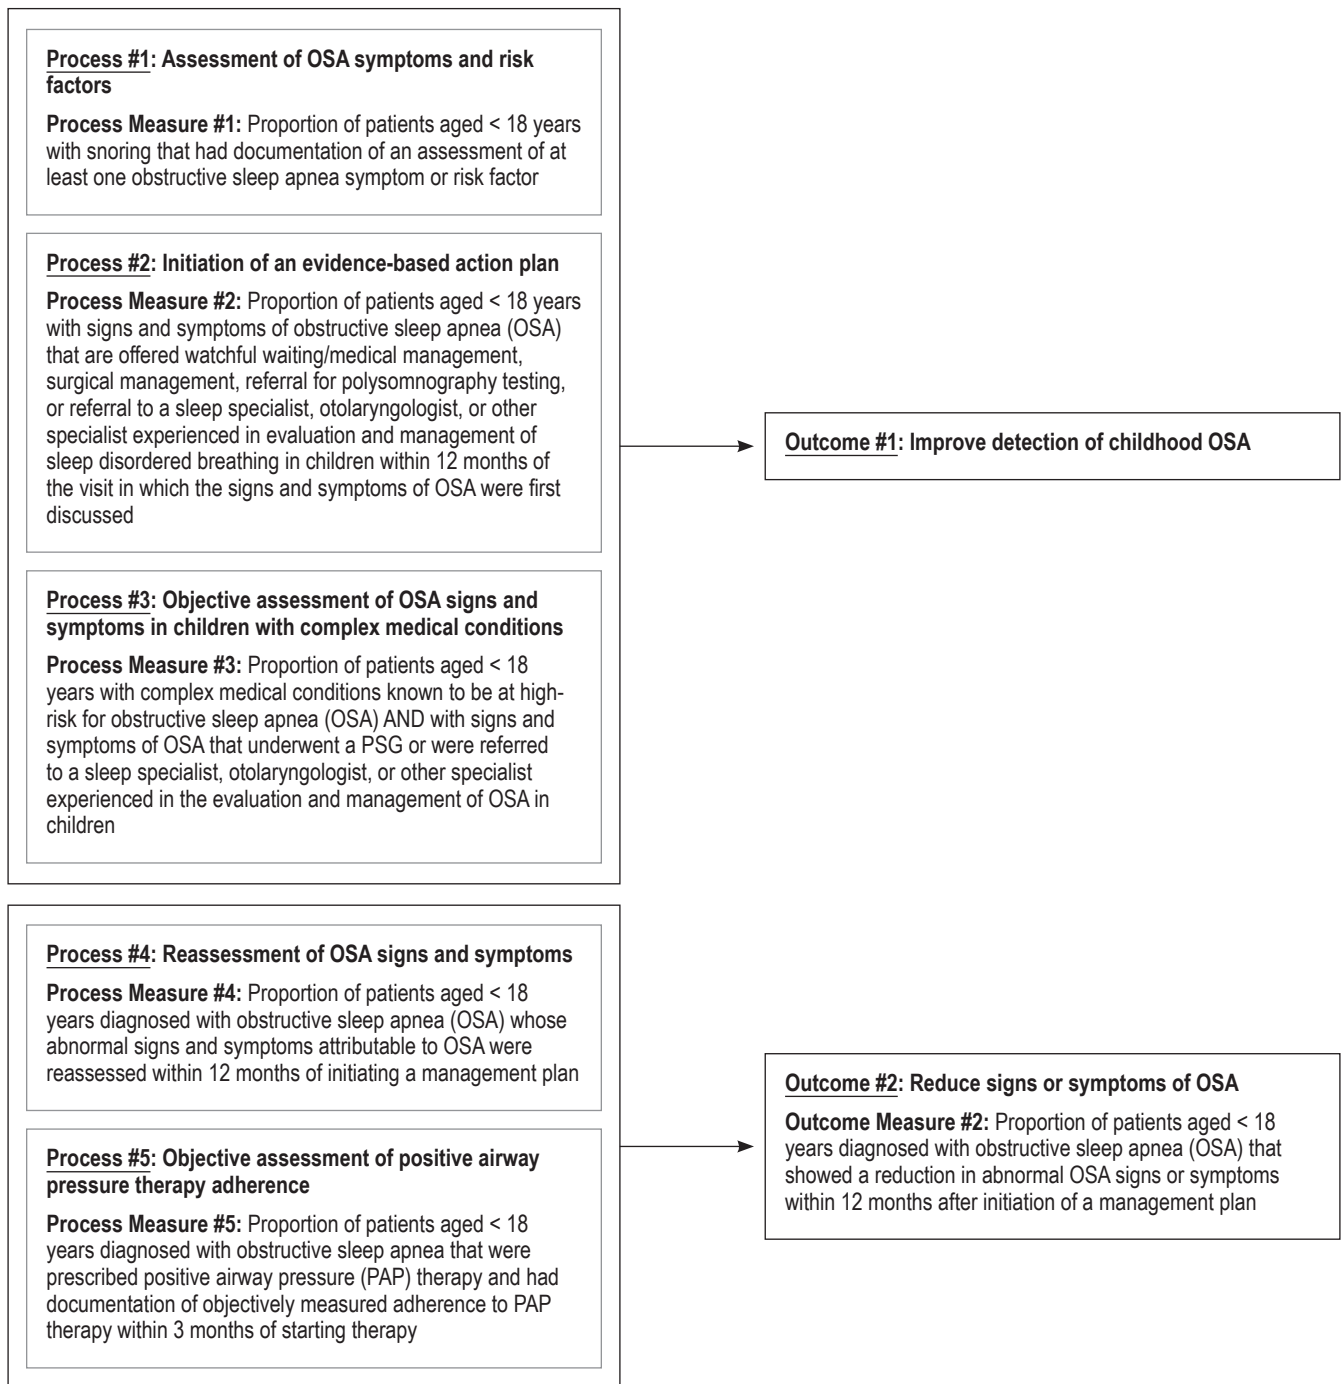 Process #1: Assessment of OSA symptoms and risk
factors
Process Measure #1: Proportion of patients aged < 18 years
with snoring that had documentation of an assessment of at
least one obstructive sleep apnea symptom or risk factor
Process #2: Initiation of an evidence-based action plan
Process Measure #2: Proportion of patients aged < 18 years
with signs and symptoms of obstructive sleep apnea (OSA)
that are offered watchful waiting/medical management,
surgical management, referral for polysomnography testing,
or referral to a sleep specialist, otolaryngologist, or other
specialist experienced in evaluation and management of
sleep disordered breathing in children within 12 months of
the visit in which the signs and symptoms of OSA were first
discussed
Process #3: Objective assessment of OSA signs and
symptoms in children with complex medical conditions
Process Measure #3: Proportion of patients aged < 18
years with complex medical conditions known to be at high-
risk for obstructive sleep apnea (OSA) AND with signs and
symptoms of OSA that underwent a PSG or were referred
to a sleep specialist, otolaryngologist, or other specialist
experienced in the evaluation and management of OSA in
children
Outcome #1: Improve detection of childhood OSA
Process #4: Reassessment of OSA signs and symptoms
Process Measure #4: Proportion of patients aged < 18
years diagnosed with obstructive sleep apnea (OSA) whose
abnormal signs and symptoms attributable to OSA were
reassessed within 12 months of initiating a management plan
Process #5: Objective assessment of positive airway
pressure therapy adherence
Process Measure #5: Proportion of patients aged < 18
years diagnosed with obstructive sleep apnea that were
prescribed positive airway pressure (PAP) therapy and had
documentation of objectively measured adherence to PAP
therapy within 3 months of starting therapy
Outcome #2: Reduce signs or symptoms of OSA
Outcome Measure #2: Proportion of patients aged < 18
years diagnosed with obstructive sleep apnea (OSA) that
showed a reduction in abnormal OSA signs or symptoms
within 12 months after initiation of a management plan